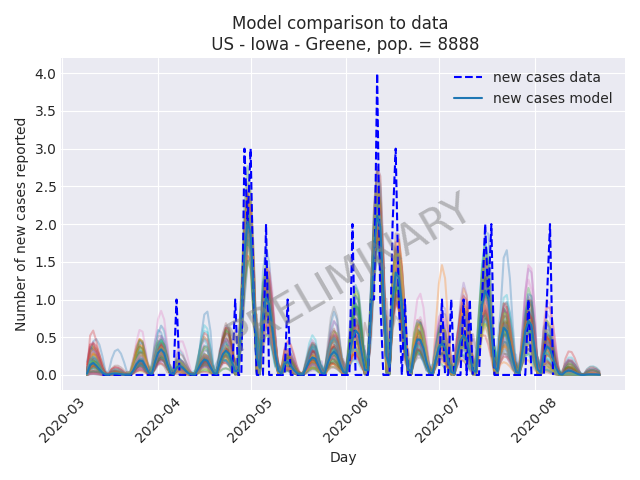 Model comparison to data
US - Iowa - Greene, pop. = 8888
new cases data
new cases model
Number of new cases reported
4.0
3.5
3.0
2.5
2.0
1.5
1.0
0.5
0.0
PRELIMINARY
2020-03
2020-04
2020-05
2020-06
2020-07
2020-08
Day